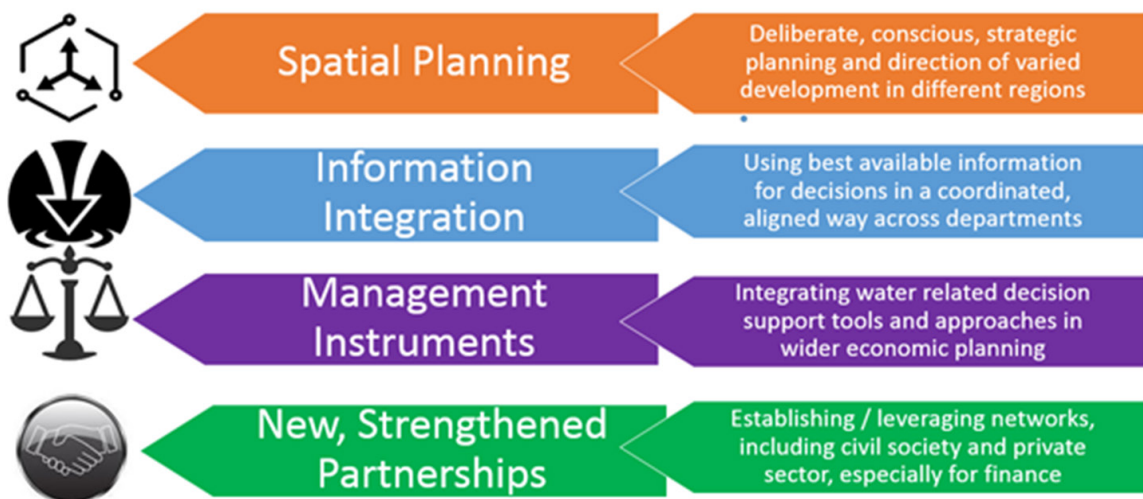 Spatial Planning
Deliberate, conscious, strategic
planning and direction of varied
development in different regions
Information
Integration
Using best available information
for decisions in a coordinated,
aligned way across departments
Management
Instruments
Integrating water related decision
support tools and approaches in
wider economic planning
New, Strengthened
Partnerships
Establishing / leveraging networks,
including civil society and private
sector, especially for finance